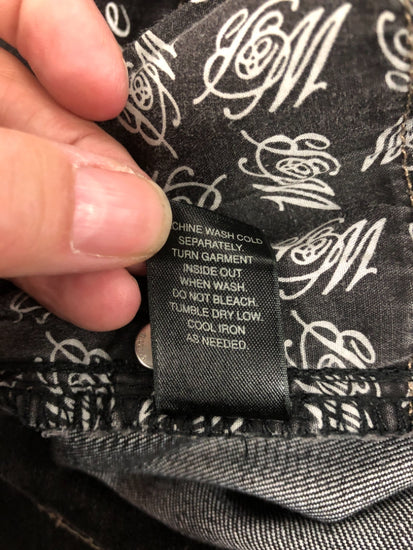 CHINE WASH COLD
SEPARATELY.
TURN GARMENT
INSIDE OUT
WHEN WASH.
DO NOT BLEACH.
TUMBLE DRY LOW.
COOL IRON
AS NEEDED.